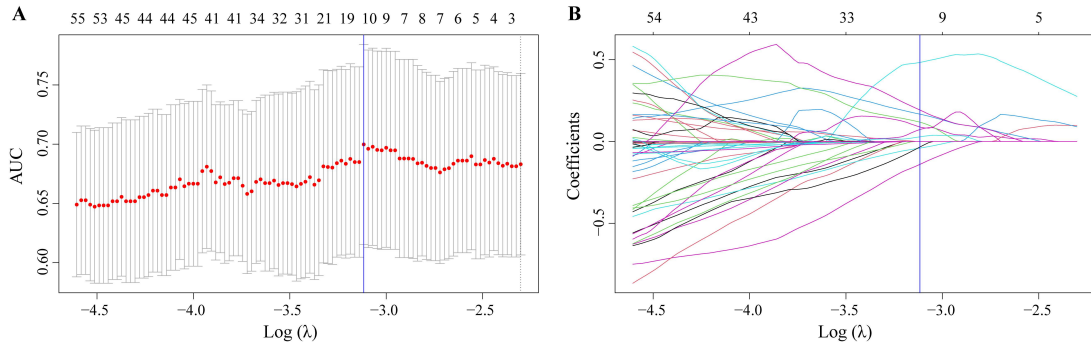 A
55 53 45 44 44 45 41 41 34 32 31 21 19 10 9 7 8 7 6 5 4 3
AUC
0.75
0.70
0.65
0.60
−4.5 −4.0 −3.5 −3.0 −2.5
Log (λ)
B
54 43 33 9 5
Coefficients
0.5
0.0
−0.5
−4.5 −4.0 −3.5 −3.0 −2.5
Log (λ)